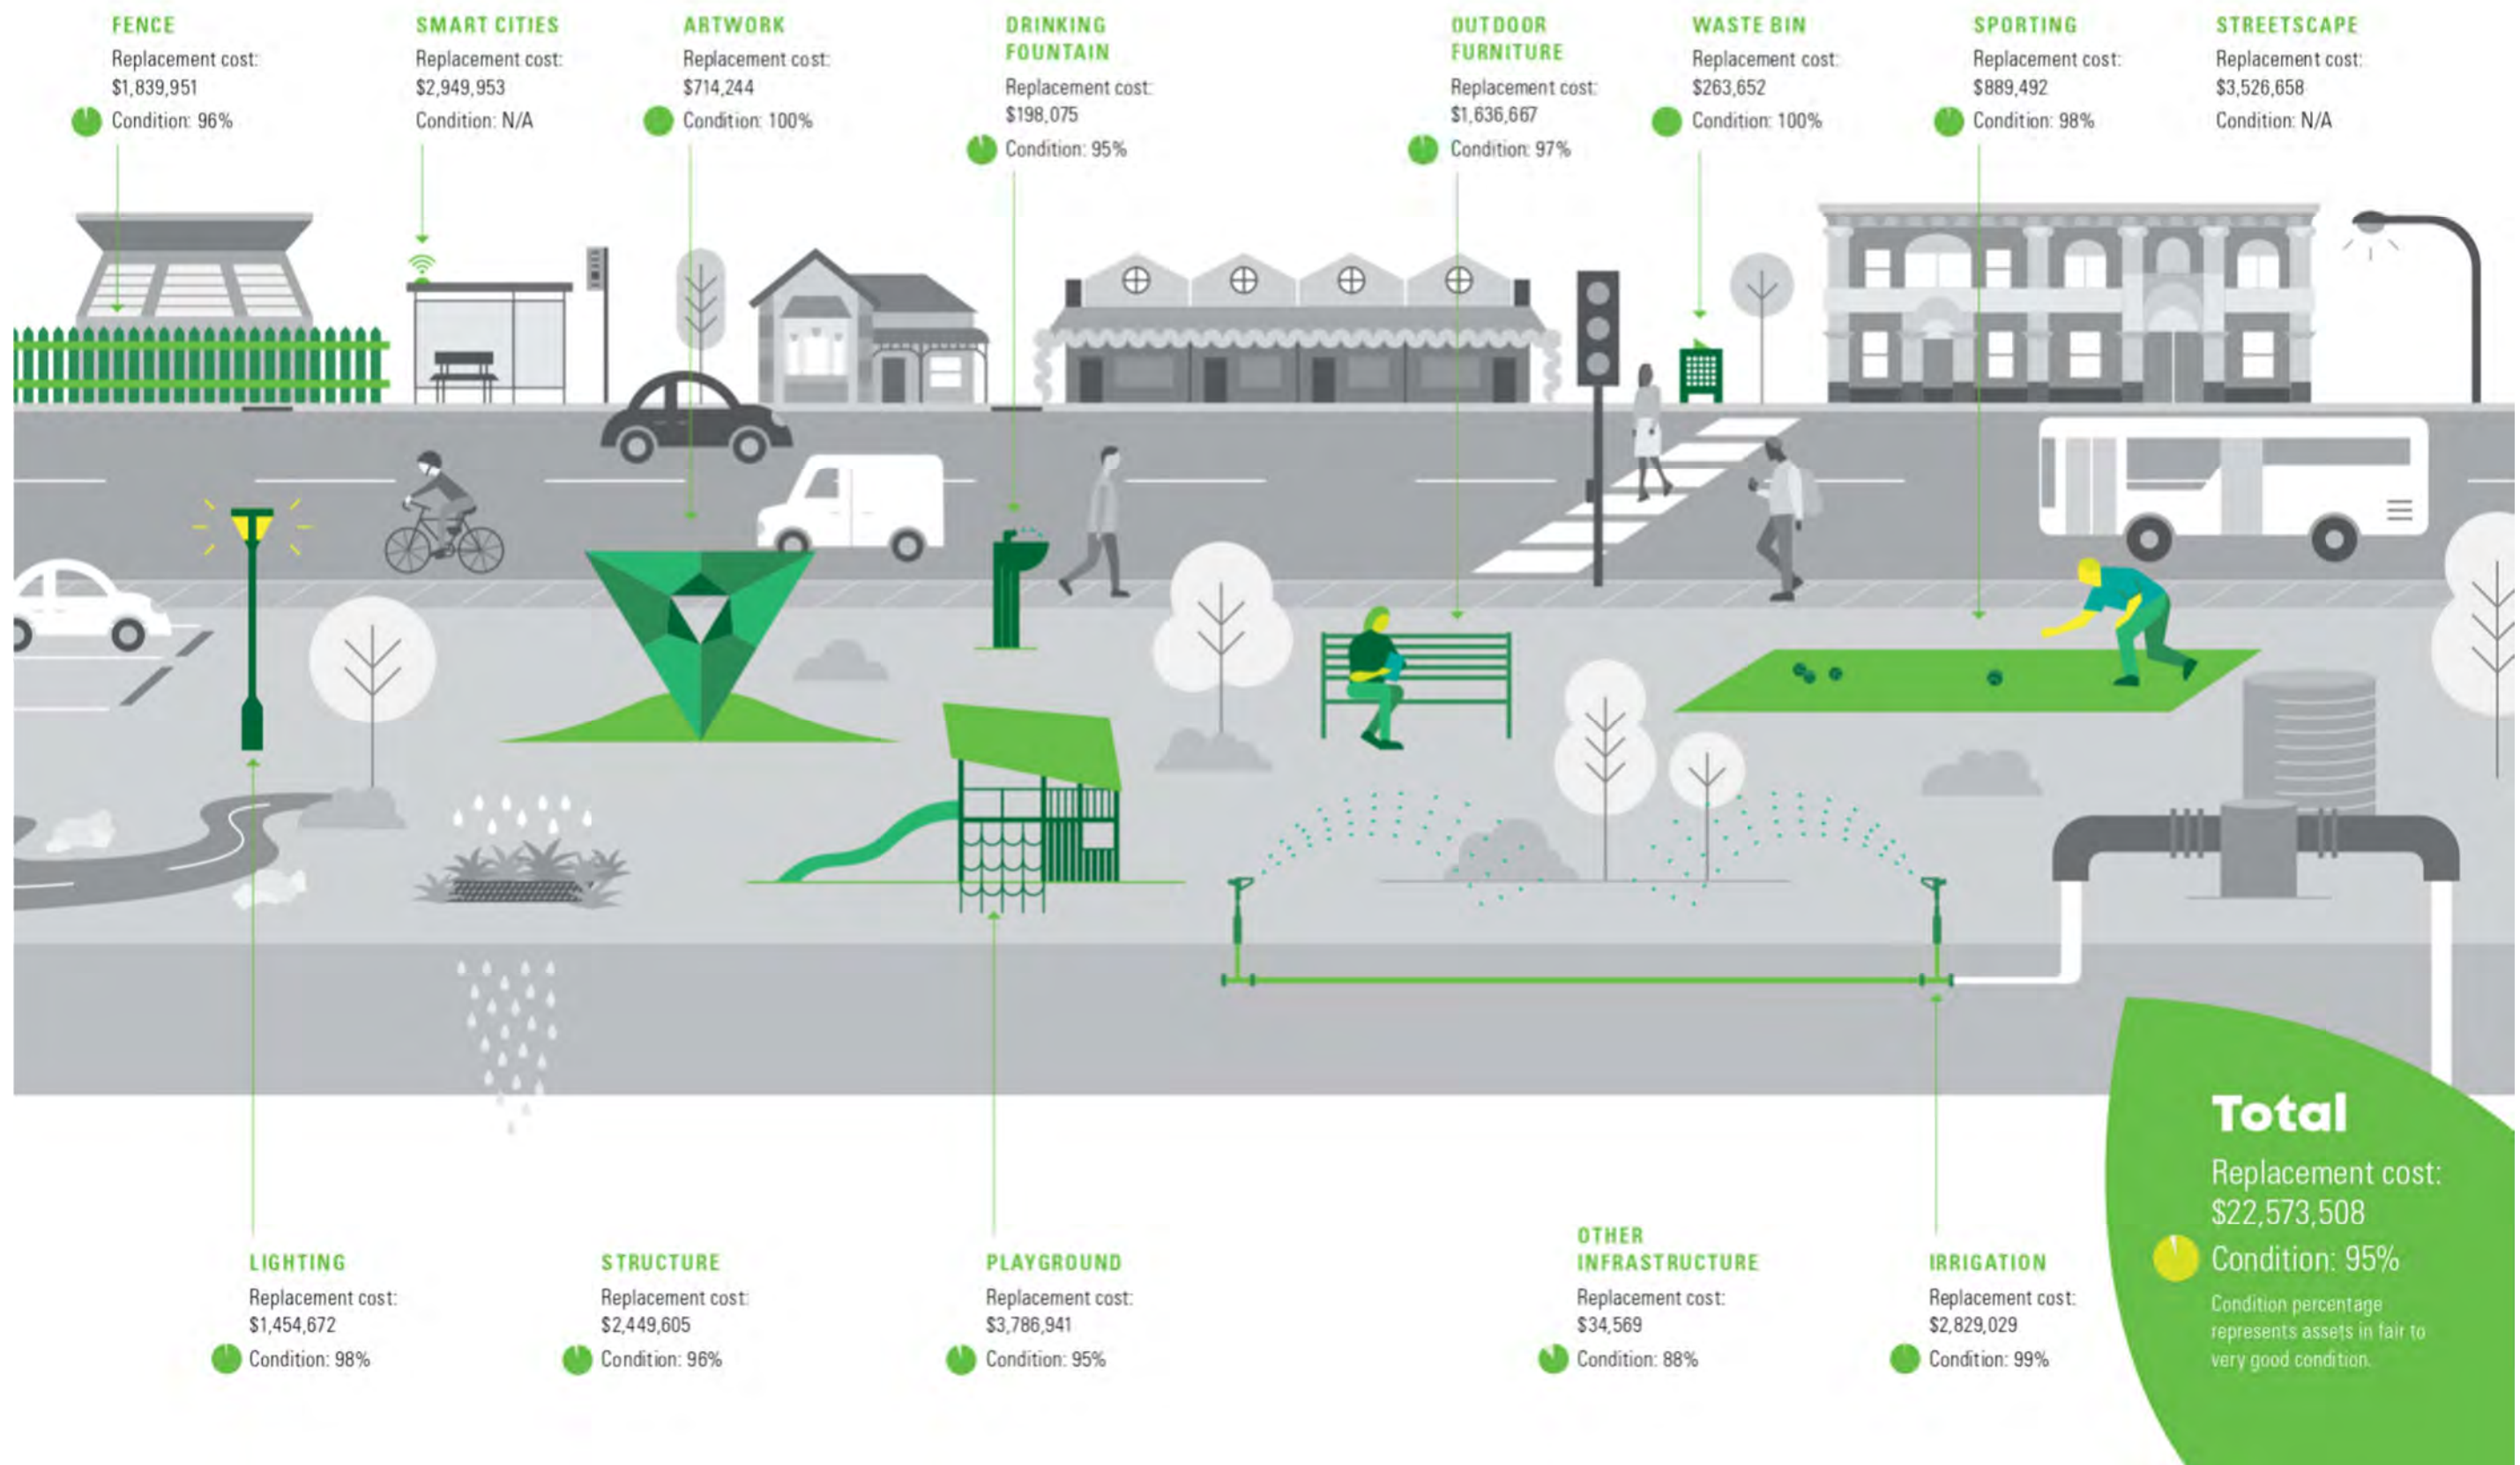 FENCE
Replacement cost:
$1,839,951
Condition: 96%
SMART CITIES
Replacement cost:
$2,949,953
Condition: N/A
ARTWORK
Replacement cost:
$714,244
Condition: 100%
DRINKING
FOUNTAIN
Replacement cost:
$198,075
Condition: 95%
OUTDOOR
FURNITURE
Replacement cost:
$1,636,667
Condition: 97%
WASTE BIN
Replacement cost:
$263,652
Condition: 100%
SPORTING
Replacement cost:
$889,492
Condition: 98%
STREETSCAPE
Replacement cost:
$3,526,658
Condition: N/A
LIGHTING
Replacement cost:
$1,454,672
Condition: 98%
STRUCTURE
Replacement cost:
$2,449,605
Condition: 96%
PLAYGROUND
Replacement cost:
$3,786,941
Condition: 95%
OTHER
INFRASTRUCTURE
Replacement cost:
$34,569
Condition: 88%
IRRIGATION
Replacement cost:
$2,829,029
Condition: 99%
Total
Replacement cost:
$22,573,508
Condition: 95%
Condition percentage
represents assets in fair to
very good condition.